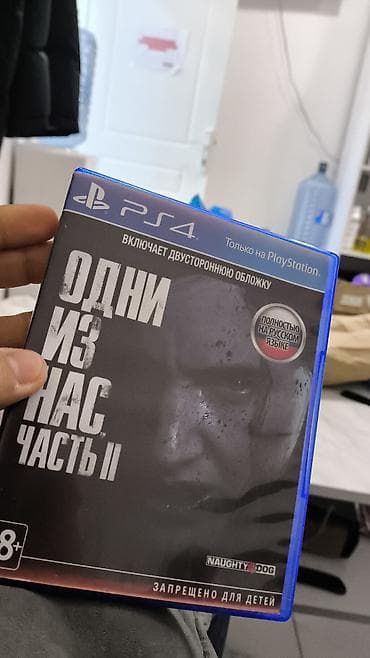 PS4
Только на PlayStation.
ВКЛЮЧАЕТ ДВУСТОРОННЮЮ ОБЛОЖКУ
ОДНИ
ИЗ
НАС
ЧАСТЬ II
ПОЛНОСТЬЮ
НА РУССКОМ
ЯЗЫКЕ
NAUGHTY DOG
8+
ЗАПРЕЩЕНО ДЛЯ ДЕТЕЙ